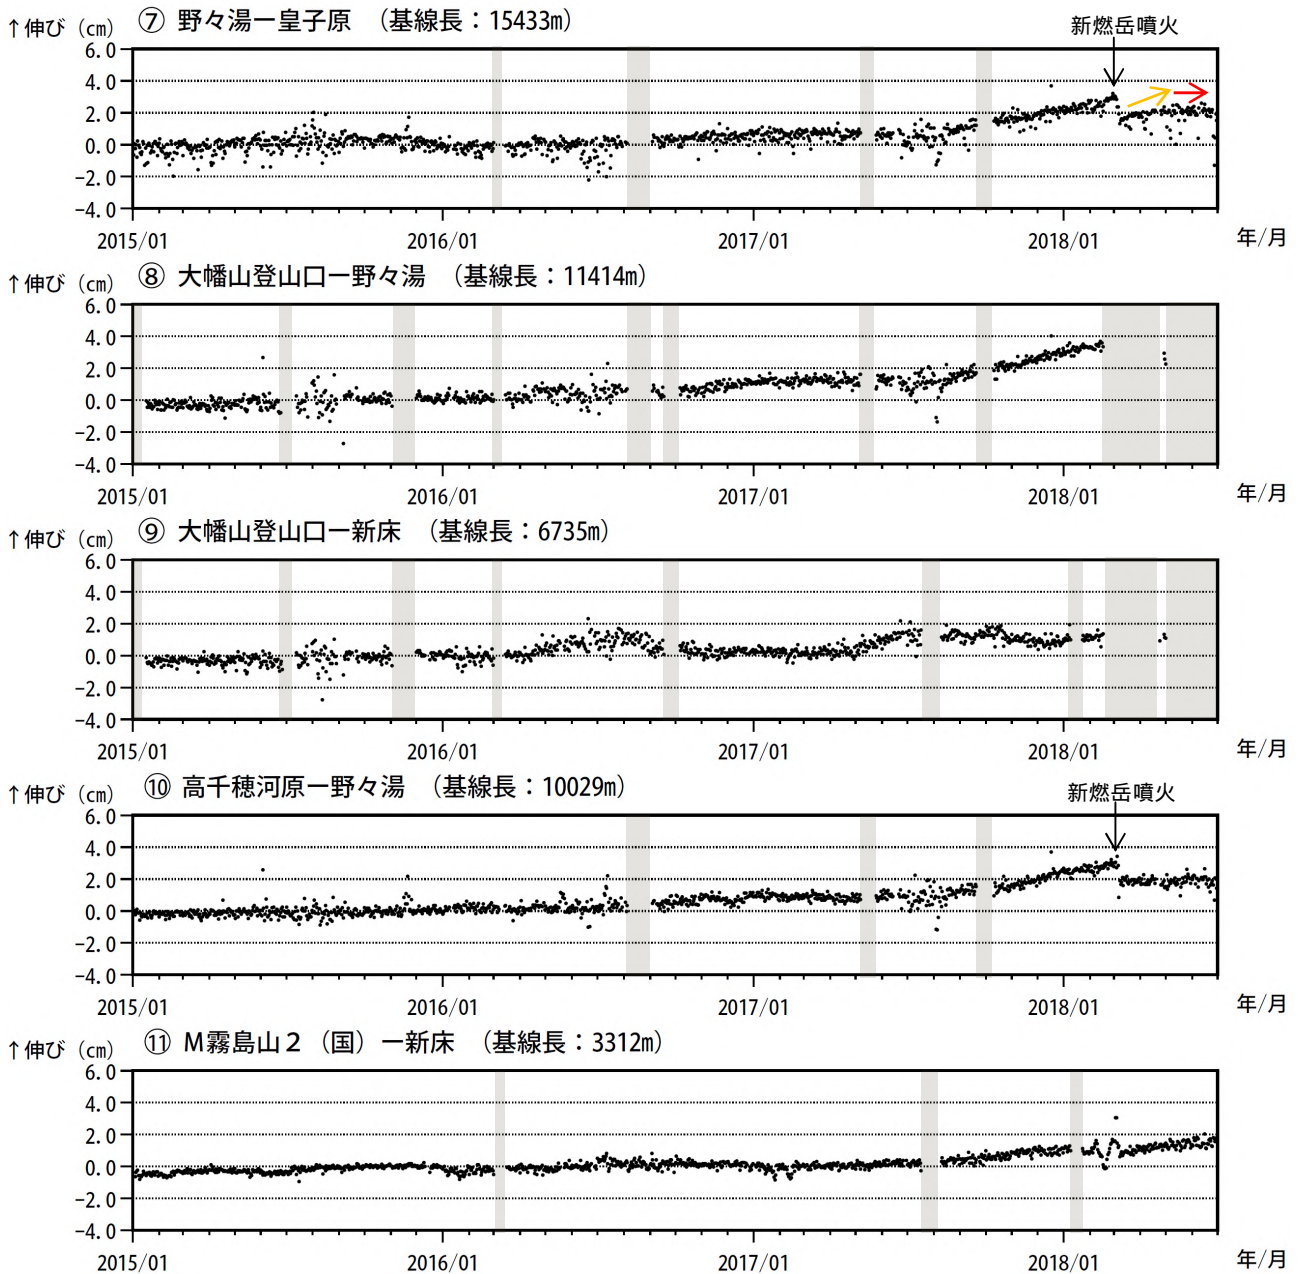 ⑦ 野々湯ー皇子原 （基線長：15433m）
↑伸び（cm）
新燃岳噴火
6.0
4.0
2.0
0.0
-2.0
-4.0
2015/01 2016/01 2017/01 2018/01 年/月
⑧ 大幡山登山口ー野々湯 （基線長：11414m）
↑伸び（cm）
6.0
4.0
2.0
0.0
-2.0
-4.0
2015/01 2016/01 2017/01 2018/01 年/月
⑨ 大幡山登山口ー新床 （基線長：6735m）
↑伸び（cm）
6.0
4.0
2.0
0.0
-2.0
-4.0
2015/01 2016/01 2017/01 2018/01 年/月
⑩ 高千穂河原ー野々湯 （基線長：10029m）
↑伸び（cm）
新燃岳噴火
6.0
4.0
2.0
0.0
-2.0
-4.0
2015/01 2016/01 2017/01 2018/01 年/月
⑪ M霧島山２（国）ー新床 （基線長：3312m）
↑伸び（cm）
6.0
4.0
2.0
0.0
-2.0
-4.0
2015/01 2016/01 2017/01 2018/01 年/月